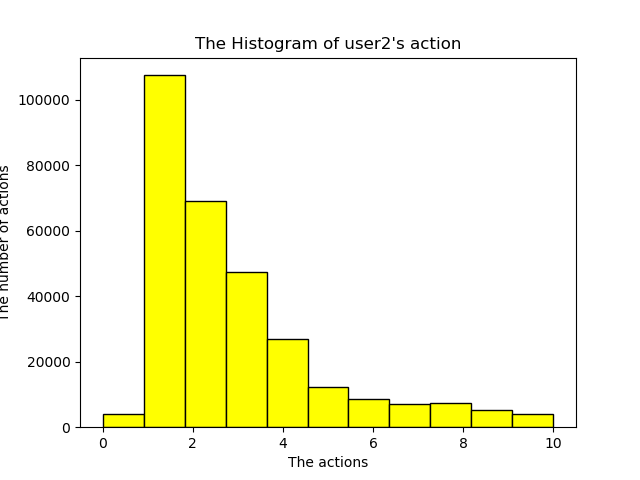 The Histogram of user2's action
100000
80000
60000
40000
20000
0
The number of actions
0 2 4 6 8 10
The actions